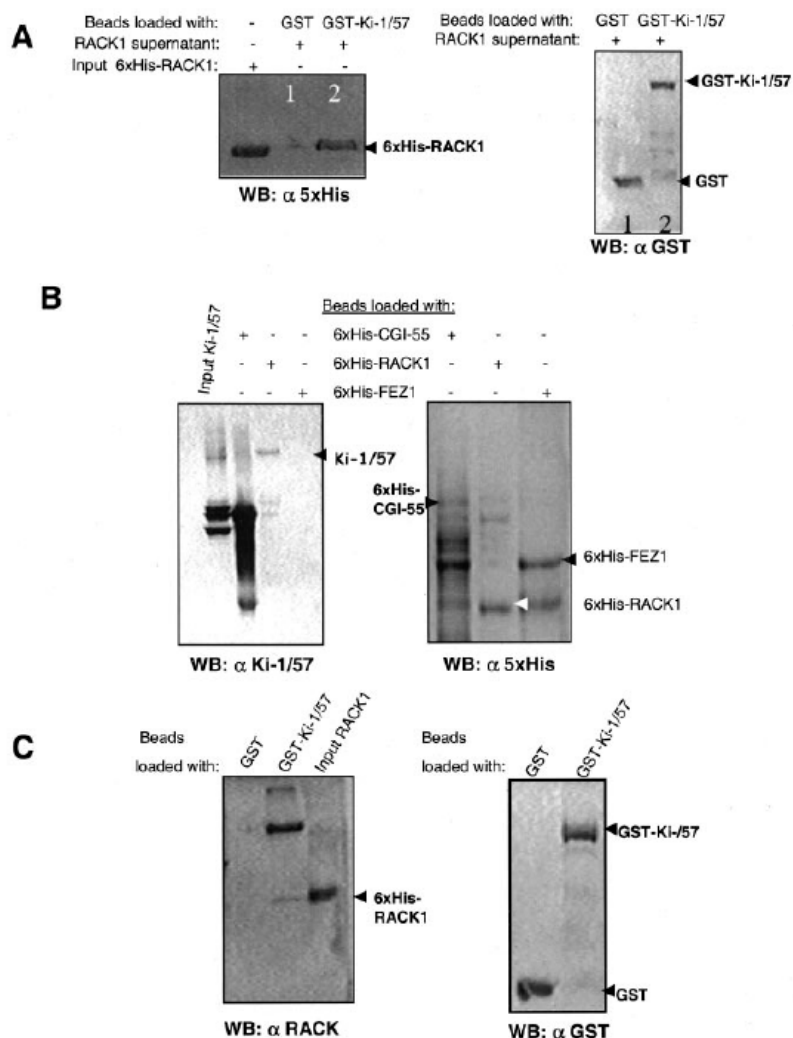 A
Beads loaded with: - GST GST-Ki-1/57
RACK1 supernatant: - + +
Input 6xHis-RACK1: + - -
1 2
6xHis-RACK1
WB: α 5xHis
Beads loaded with: GST GST-Ki-1/57
RACK1 supernatant: + +
GST-Ki-1/57
GST
1 2
WB: α GST
B
Beads loaded with:
Input Ki-1/57
+ - - 6xHis-CGI-55 + - -
- + - 6xHis-RACK1 - + -
- - + 6xHis-FEZ1 - - +
Ki-1/57
6xHis-
CGI-55
6xHis-FEZ1
6xHis-RACK1
WB: α Ki-1/57
WB: α 5xHis
C
Beads
loaded with:
GST
GST-Ki-1/57
Input RACK1
6xHis-
RACK1
WB: α RACK
Beads
loaded with:
GST
GST-Ki-1/57
GST-Ki-/57
GST
WB: α GST